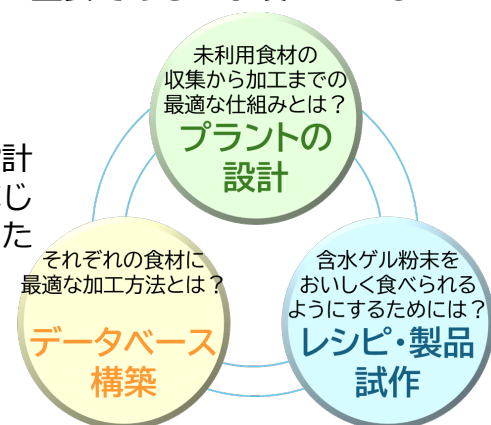 未利用食材の
収集から加工までの
最適な仕組みとは？
プラントの
設計
計
じ
た
それぞれの食材に
最適な加工方法とは？
データベース
構築
含水ゲル粉末を
おいしく食べられる
ようにするためには？
レシピ・製品
試作